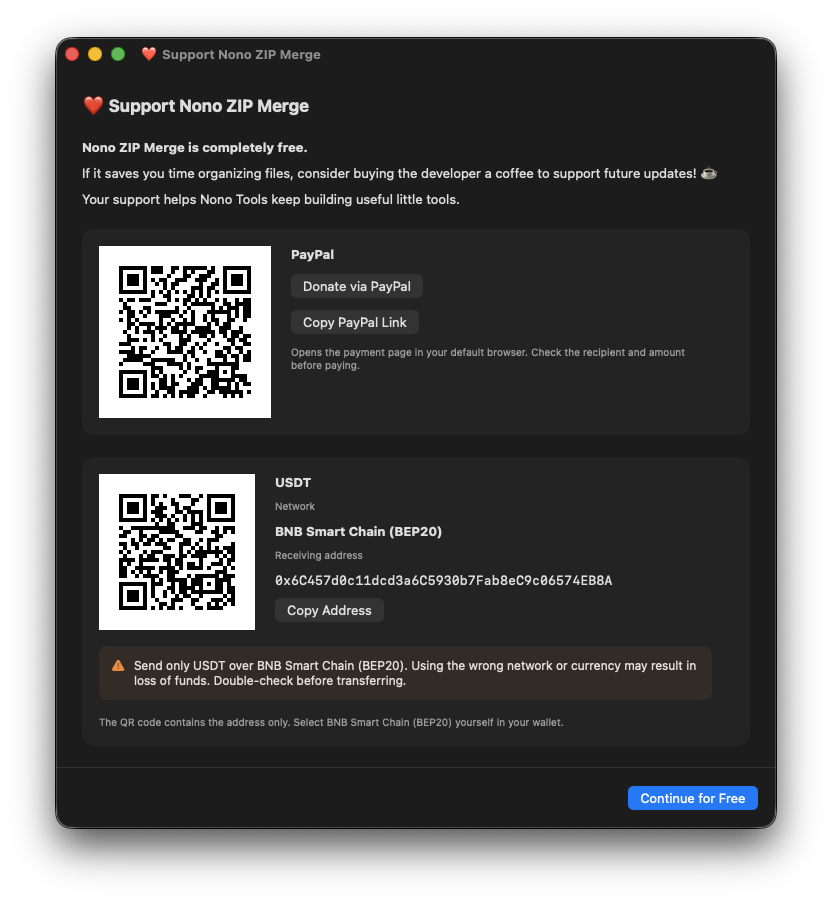 ❤️ Support Nono ZIP Merge
❤️ Support Nono ZIP Merge
Nono ZIP Merge is completely free.
If it saves you time organizing files, consider buying the developer a coffee to support future updates! ☕
Your support helps Nono Tools keep building useful little tools.
PayPal
Donate via PayPal
Copy PayPal Link
Opens the payment page in your default browser. Check the recipient and amount
before paying.
USDT
Network
BNB Smart Chain (BEP20)
Receiving address
0x6C457d0c11dcd3a6C5930b7Fab8eC9c06574EB8A
Copy Address
Send only USDT over BNB Smart Chain (BEP20). Using the wrong network or currency may result in
loss of funds. Double-check before transferring.
The QR code contains the address only. Select BNB Smart Chain (BEP20) yourself in your wallet.
Continue for Free